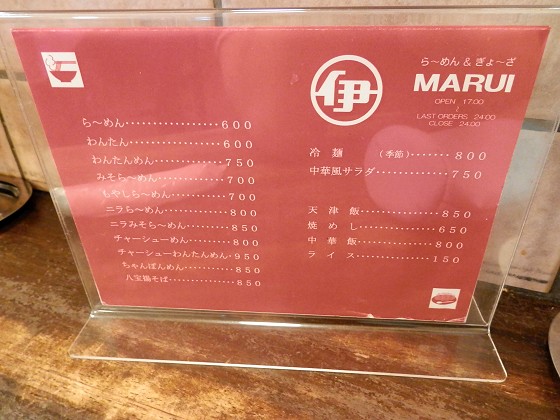 ら〜めん‥‥‥‥‥‥600
わんたん‥‥‥‥‥‥600
わんたんめん‥‥‥‥‥750
みそら〜めん‥‥‥‥‥700
もやしら〜めん‥‥‥‥700
ニラら〜めん‥‥‥‥‥800
ニラみそら〜めん‥‥‥850
チャーシューめん‥‥‥800
チャーシューわんたんめん‥950
ちゃんぽんめん‥‥‥‥850
八宝揚そば‥‥‥‥‥‥850
伊
ら〜めん & ぎょ〜ざ
MARUI
OPEN 17:00
〜
LAST ORDERS 24:00
CLOSE 24:00
冷麺 (季節)‥‥‥800
中華風サラダ‥‥‥‥‥750
天津飯‥‥‥‥‥‥850
焼めし‥‥‥‥‥‥650
中華飯‥‥‥‥‥‥800
ライス‥‥‥‥‥‥150